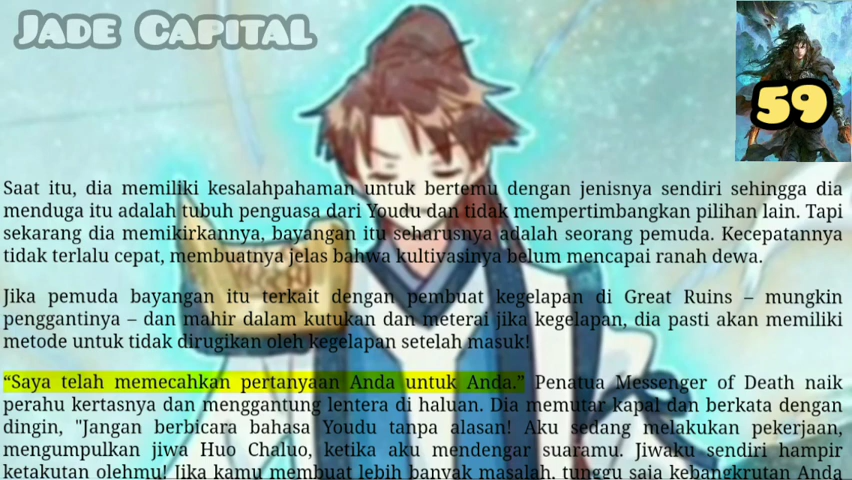 JADE CAPITAL
59
Saat itu, dia memiliki kesalahpahaman untuk bertemu dengan jenisnya sendiri sehingga dia
menduga itu adalah tubuh penguasa dari Youdu dan tidak mempertimbangkan pilihan lain. Tapi
sekarang dia memikirkannya, bayangan itu seharusnya adalah seorang pemuda. Kecepatannya
tidak terlalu cepat, membuatnya jelas bahwa kultivasinya belum mencapai ranah dewa.
Jika pemuda bayangan itu terkait dengan pembuat kegelapan di Great Ruins – mungkin
penggantinya – dan mahir dalam kutukan dan meterai jika kegelapan, dia pasti akan memiliki
metode untuk tidak dirugikan oleh kegelapan setelah masuk!
“Saya telah memecahkan pertanyaan Anda untuk Anda.” Penatua Messenger of Death naik
perahu kertasnya dan menggantung lentera di haluan. Dia memutar kapal dan berkata dengan
dingin, "Jangan berbicara bahasa Youdu tanpa alasan! Aku sedang melakukan pekerjaan,
mengumpulkan jiwa Huo Chaluo, ketika aku mendengar suaramu. Jiwaku sendiri hampir
ketakutan olehmu! Jika kamu membuat lebih banyak masalah, tunggu saja kebangkrutan Anda